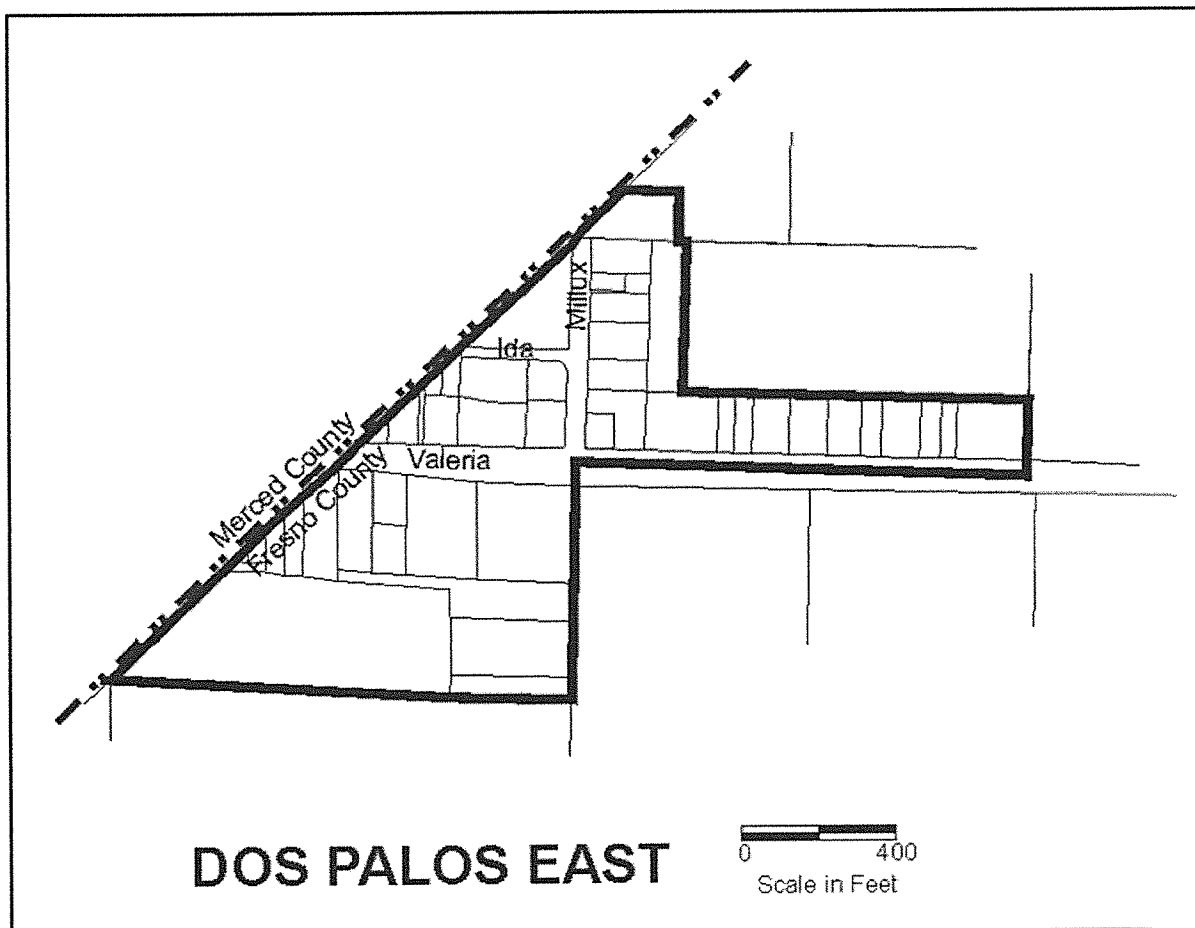 Millux
Ida
Merced County
Fresno County
Valeria
DOS PALOS EAST
0 400
Scale in Feet